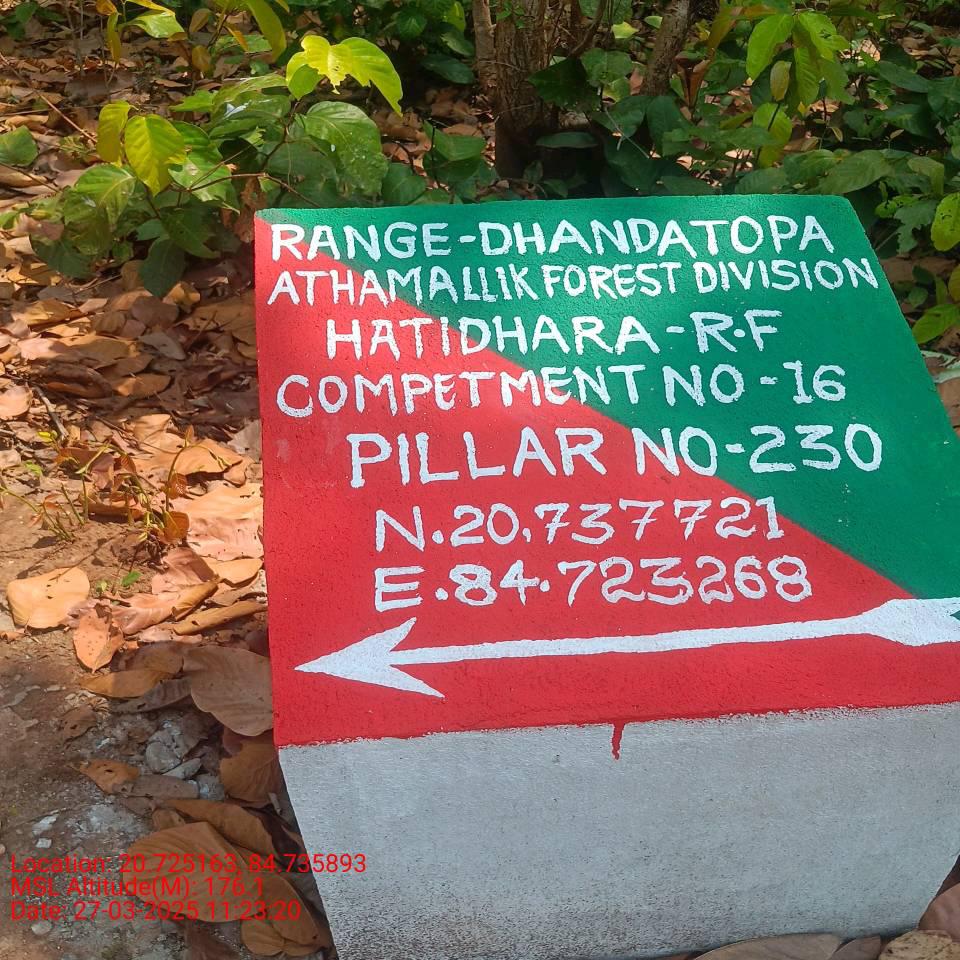 RANGE-DHANDATOPA
ATHAMALLIK FOREST DIVISION
HATIDHARA-R.F
COMPETMENT NO-16
PILLAR NO-230
N.20.737721
E.84.723268
Location: 20.725163, 84.735893
MSL Altitude(M): 176.1
Date: 27-03-2025 11:23:20